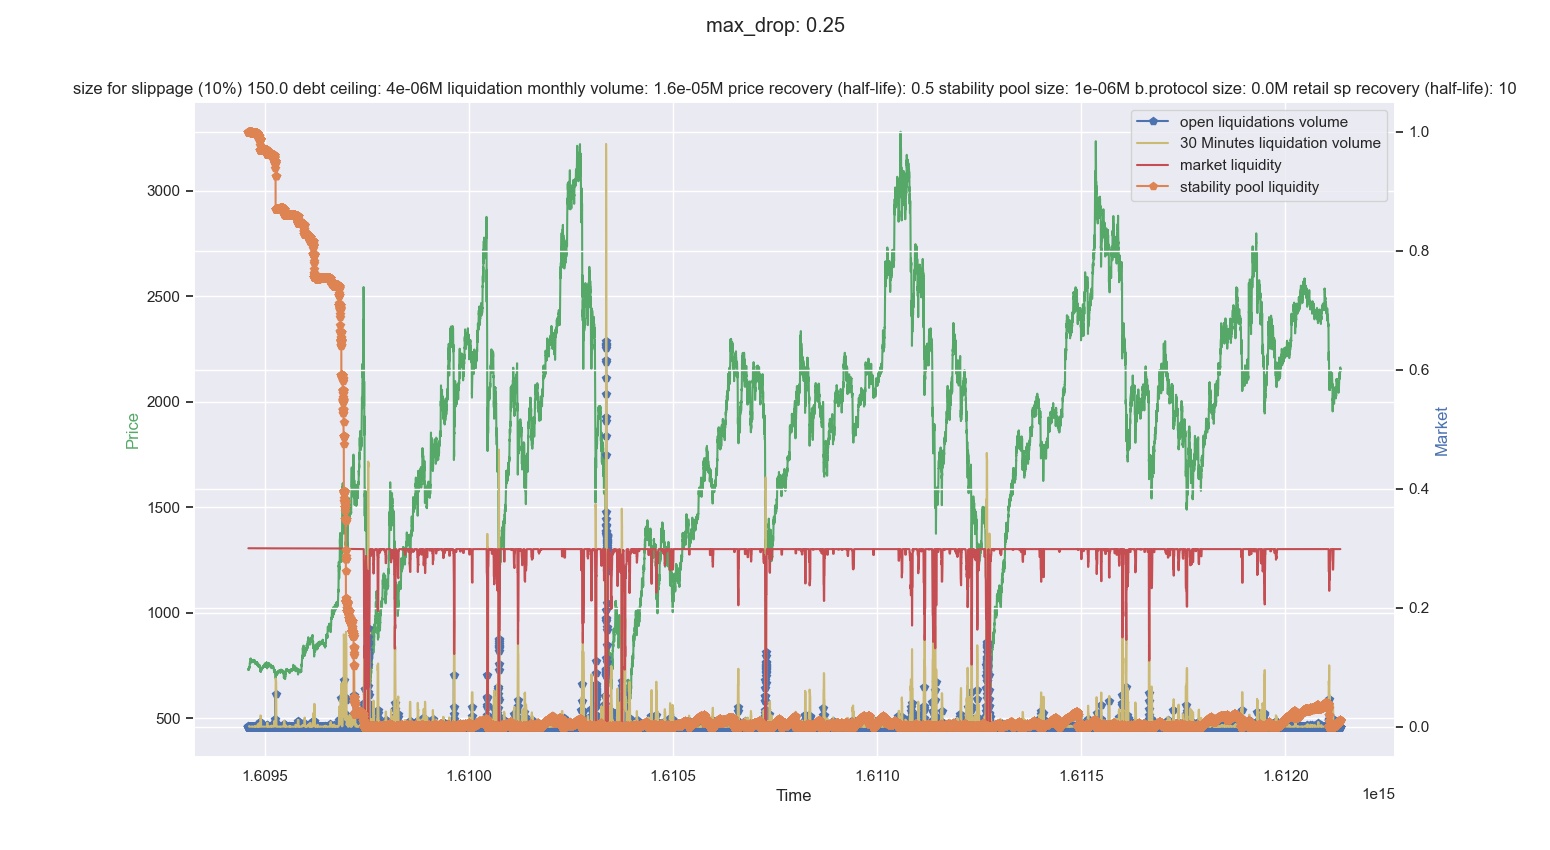 max_drop: 0.25
size for slippage (10%) 150.0 debt ceiling: 4e-06M liquidation monthly volume: 1.6e-05M price recovery (half-life): 0.5 stability pool size: 1e-06M b.protocol size: 0.0M retail sp recovery (half-life): 10
open liquidations volume
30 Minutes liquidation volume
market liquidity
stability pool liquidity
3000
2500
2000
1500
1000
500
Price
1.0
0.8
0.6
0.4
0.2
0.0
Market
1.6095 1.6100 1.6105 1.6110 1.6115 1.6120
Time
1e15